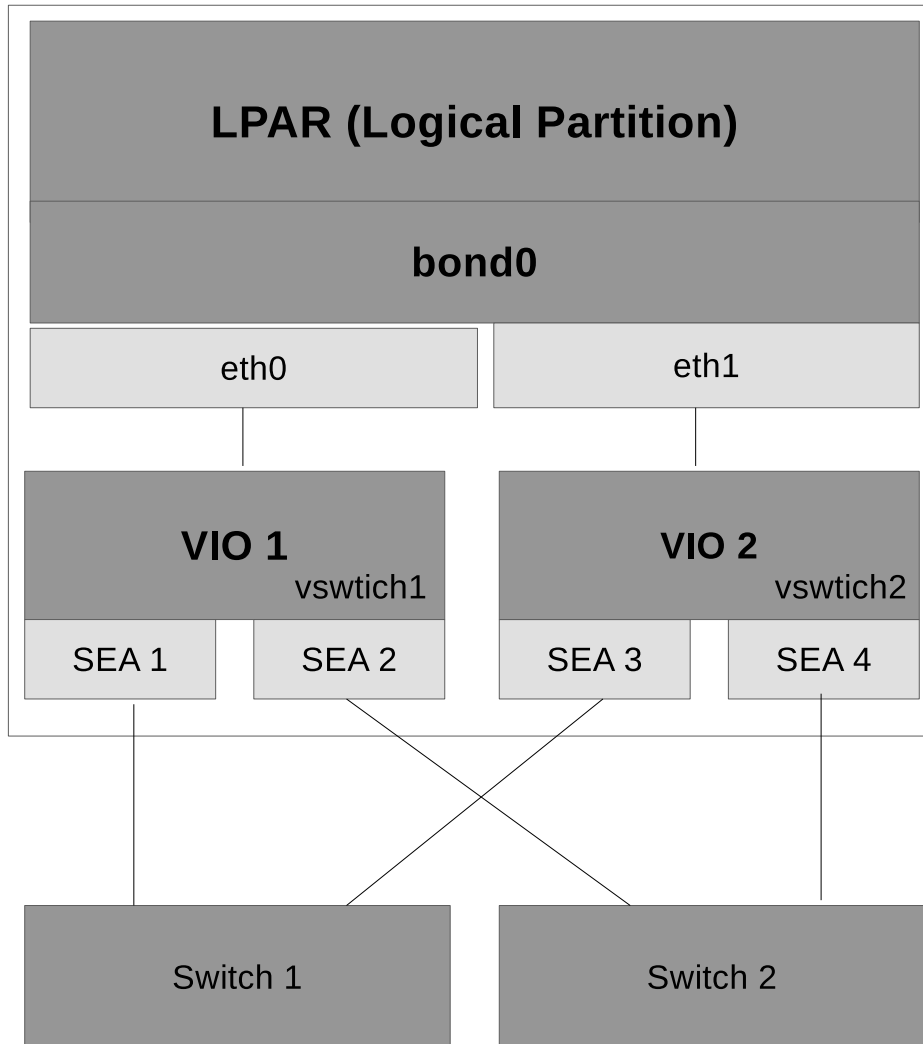 LPAR (Logical Partition)
bond0
eth0
eth1
VIO 1
vswtich1
VIO 2
vswtich2
SEA 1
SEA 2
SEA 3
SEA 4
Switch 1
Switch 2